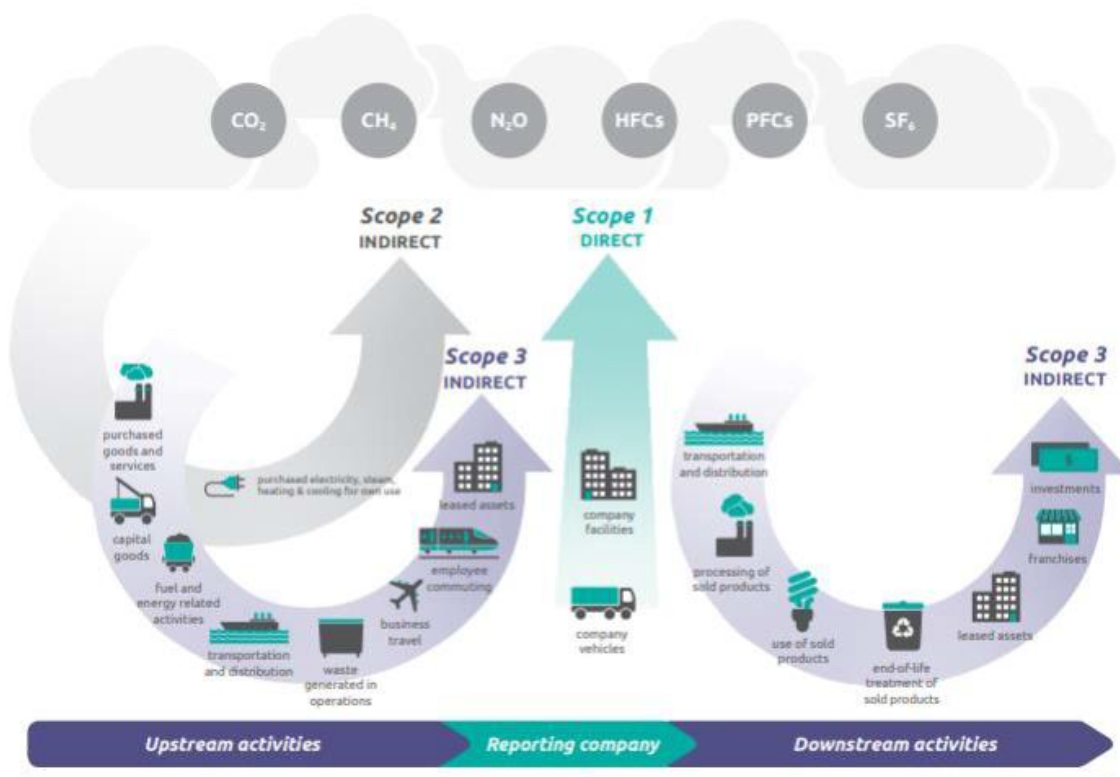 CO₂
CH₄
N₂O
HFCs
PFCs
SF₆
Scope 2
INDIRECT
Scope 1
DIRECT
Scope 3
INDIRECT
Scope 3
INDIRECT
purchased
goods and
services
capital
goods
fuel and
energy related
activities
transportation
and distribution
waste
generated in
operations
business
travel
employee
commuting
leased assets
purchased electricity, steam,
heating & cooling for own use
company
facilities
company
vehicles
transportation
and distribution
processing of
sold products
use of sold
products
end-of-life
treatment of
sold products
leased assets
franchises
investments
$
Upstream activities
Reporting company
Downstream activities